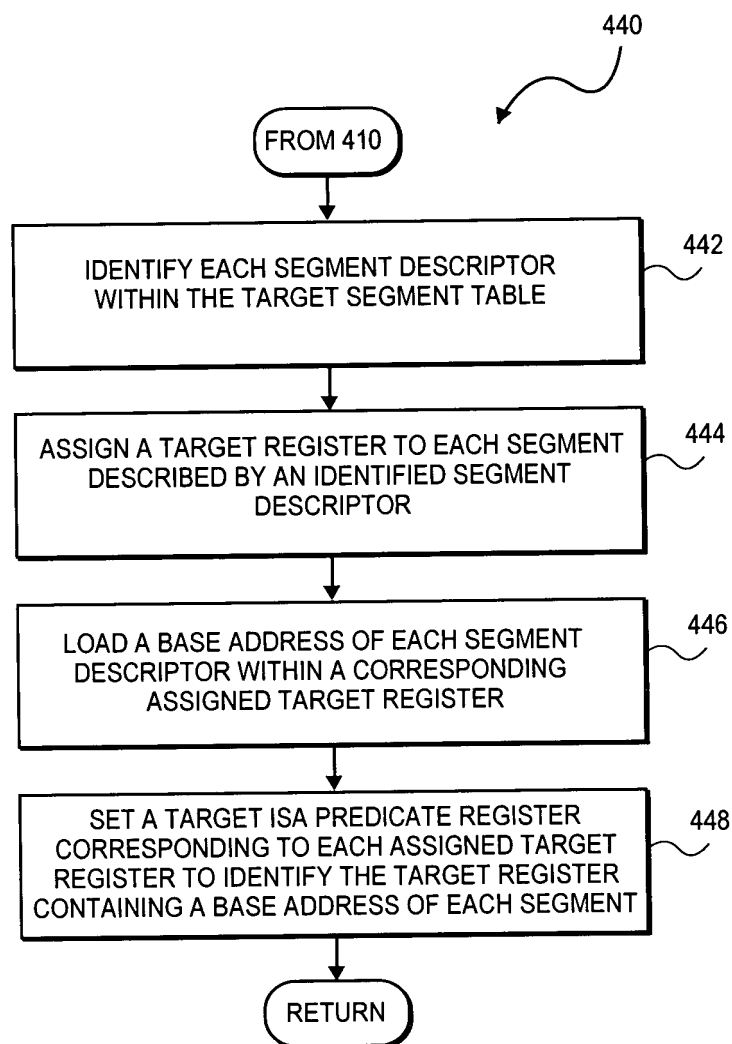 440
FROM 410
IDENTIFY EACH SEGMENT DESCRIPTOR
WITHIN THE TARGET SEGMENT TABLE
442
ASSIGN A TARGET REGISTER TO EACH SEGMENT
DESCRIBED BY AN IDENTIFIED SEGMENT
DESCRIPTOR
444
LOAD A BASE ADDRESS OF EACH SEGMENT
DESCRIPTOR WITHIN A CORRESPONDING
ASSIGNED TARGET REGISTER
446
SET A TARGET ISA PREDICATE REGISTER
CORRESPONDING TO EACH ASSIGNED TARGET
REGISTER TO IDENTIFY THE TARGET REGISTER
CONTAINING A BASE ADDRESS OF EACH SEGMENT
448
RETURN